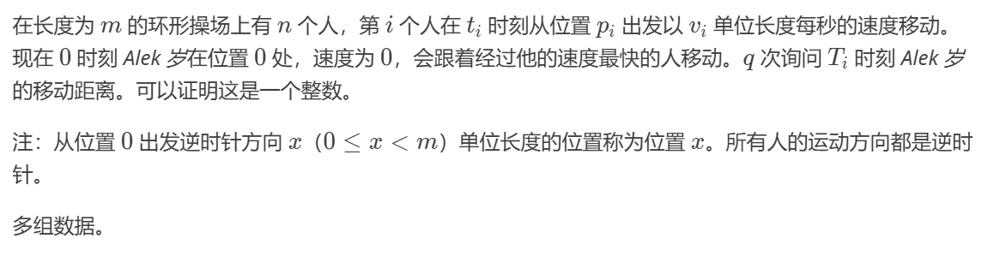 在长度为 m 的环形操场上有 n 个人，第 i 个人在 t_i 时刻从位置 p_i 出发以 v_i 单位长度每秒的速度移动。
现在 0 时刻 Alek 岁在位置 0 处，速度为 0，会跟着经过他的速度最快的人移动。q 次询问 T_i 时刻 Alek 岁
的移动距离。可以证明这是一个整数。
注：从位置 0 出发逆时针方向 x（0 ≤ x < m）单位长度的位置称为位置 x。所有人的运动方向都是逆时
针。
多组数据。